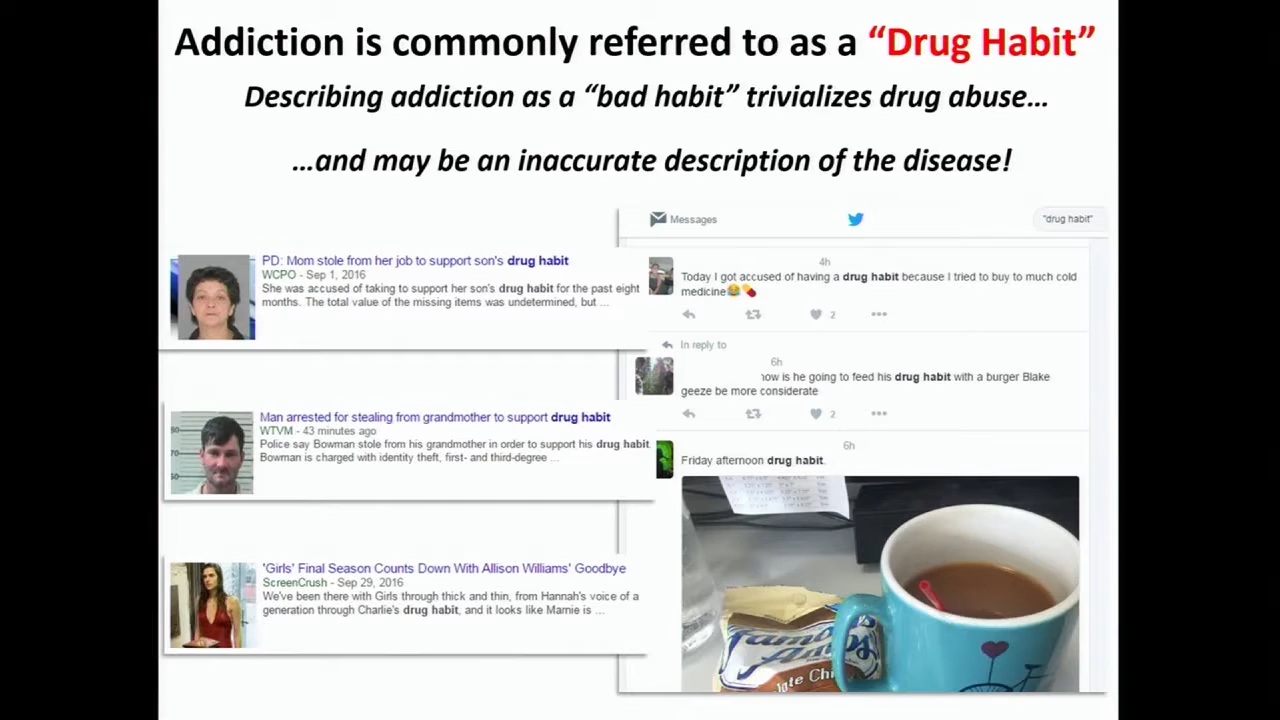 Addiction is commonly referred to as a “Drug Habit”
Describing addiction as a “bad habit” trivializes drug abuse…
…and may be an inaccurate description of the disease!
PD: Mom stole from her job to support son's drug habit
WCPO - Sep 1, 2016
She was accused of taking to support her son's drug habit for the past eight
months. The total value of the missing items was undetermined, but ...
Man arrested for stealing from grandmother to support drug habit
WTVM - 43 minutes ago
Police say Bowman stole from his grandmother in order to support his drug habit.
Bowman is charged with identity theft, first- and third-degree ...
'Girls' Final Season Counts Down With Allison Williams' Goodbye
ScreenCrush - Sep 29, 2016
We've been there with Girls through thick and thin, from Hannah's voice of a
generation through Charlie's drug habit, and it looks like Marnie is ...
Messages
"drug habit"
4h
Today I got accused of having a drug habit because I tried to buy to much cold
medicine😂💊
2
In reply to
6h
how is he going to feed his drug habit with a burger Blake
geeze be more considerate
2
6h
Friday afternoon drug habit.
Famous
Amos